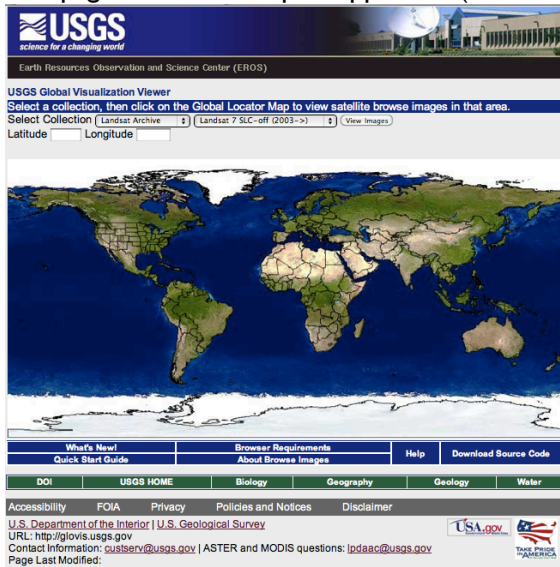 USGS
science for a changing world
Earth Resources Observation and Science Center (EROS)
USGS Global Visualization Viewer
Select a collection, then click on the Global Locator Map to view satellite browse images in that area.
Select Collection Landsat Archive Landsat 7 SLC-off (2003->) View Images
Latitude Longitude
What's New! Browser Requirements Help Download Source Code
Quick Start Guide About Browse Images
DOI USGS HOME Biology Geography Geology Water
Accessibility FOIA Privacy Policies and Notices Disclaimer
U.S. Department of the Interior | U.S. Geological Survey
URL: http://glovis.usgs.gov
Contact Information: custserv@usgs.gov | ASTER and MODIS questions: lpdaac@usgs.gov
Page Last Modified:
USA.gov
TAKE PRIDE
IN AMERICA